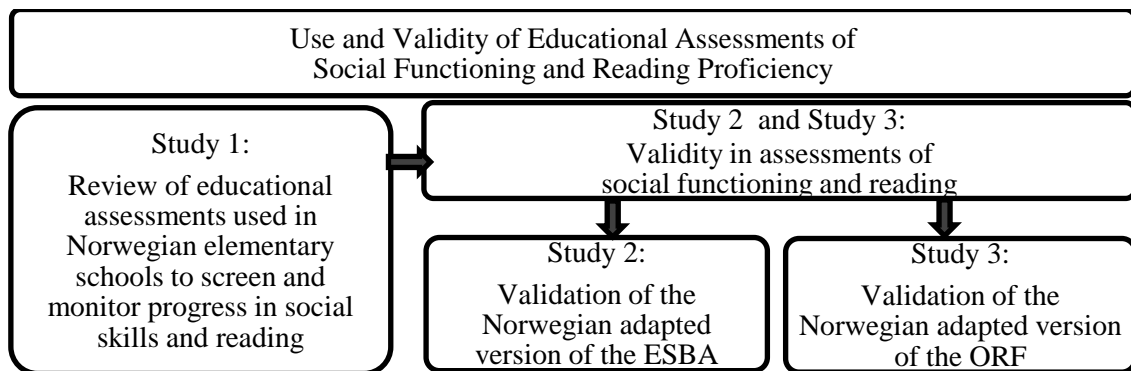 Use and Validity of Educational Assessments of
Social Functioning and Reading Proficiency
Study 1:
Review of educational
assessments used in
Norwegian elementary
schools to screen and
monitor progress in social
skills and reading
Study 2 and Study 3:
Validity in assessments of
social functioning and reading
Study 2:
Validation of the
Norwegian adapted
version of the ESBA
Study 3:
Validation of the
Norwegian adapted version
of the ORF